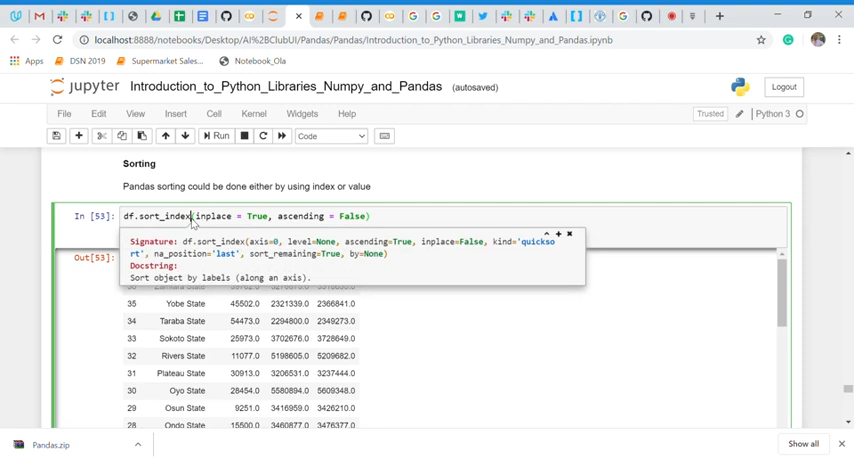 localhost:8888/notebooks/Desktop/AI%2BClubUI/Pandas/Pandas/Introduction_to_Python_Libraries_Numpy_and_Pandas.ipynb
Apps DSN 2019 Supermarket Sales... Notebook_Ola
jupyter Introduction_to_Python_Libraries_Numpy_and_Pandas (autosaved) Logout
File Edit View Insert Cell Kernel Widgets Help Trusted Python 3
Run Code
Sorting
Pandas sorting could be done either by using index or value
In [53]: df.sort_index(inplace = True, ascending = False)
Signature: df.sort_index(axis=0, level=None, ascending=True, inplace=False, kind='quickso
rt', na_position='last', sort_remaining=True, by=None)
Docstring:
Sort object by labels (along an axis).
Out[53]:
35 Yobe State 45502.0 2321339.0 2366841.0
34 Taraba State 54473.0 2294800.0 2349273.0
33 Sokoto State 25973.0 3702676.0 3728649.0
32 Rivers State 11077.0 5198605.0 5209682.0
31 Plateau State 30913.0 3206531.0 3237444.0
30 Oyo State 28454.0 5580894.0 5609348.0
29 Osun State 9251.0 3416959.0 3426210.0
28 Ondo State 15500.0 3460877.0 3476377.0
Pandas.zip Show all